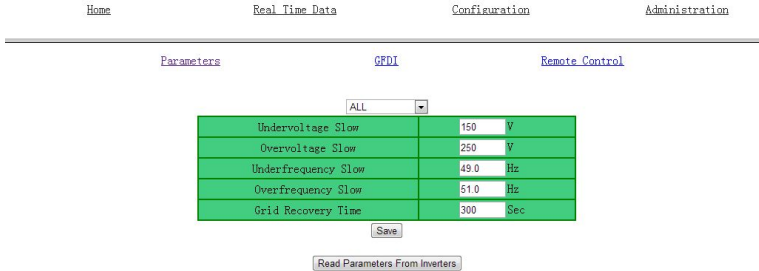 Home Real Time Data Configuration Administration
Parameters GFDI Remote Control
ALL
Undervoltage Slow 150 V
Overvoltage Slow 250 V
Underfrequency Slow 49.0 Hz
Overfrequency Slow 51.0 Hz
Grid Recovery Time 300 Sec
Save
Read Parameters From Inverters